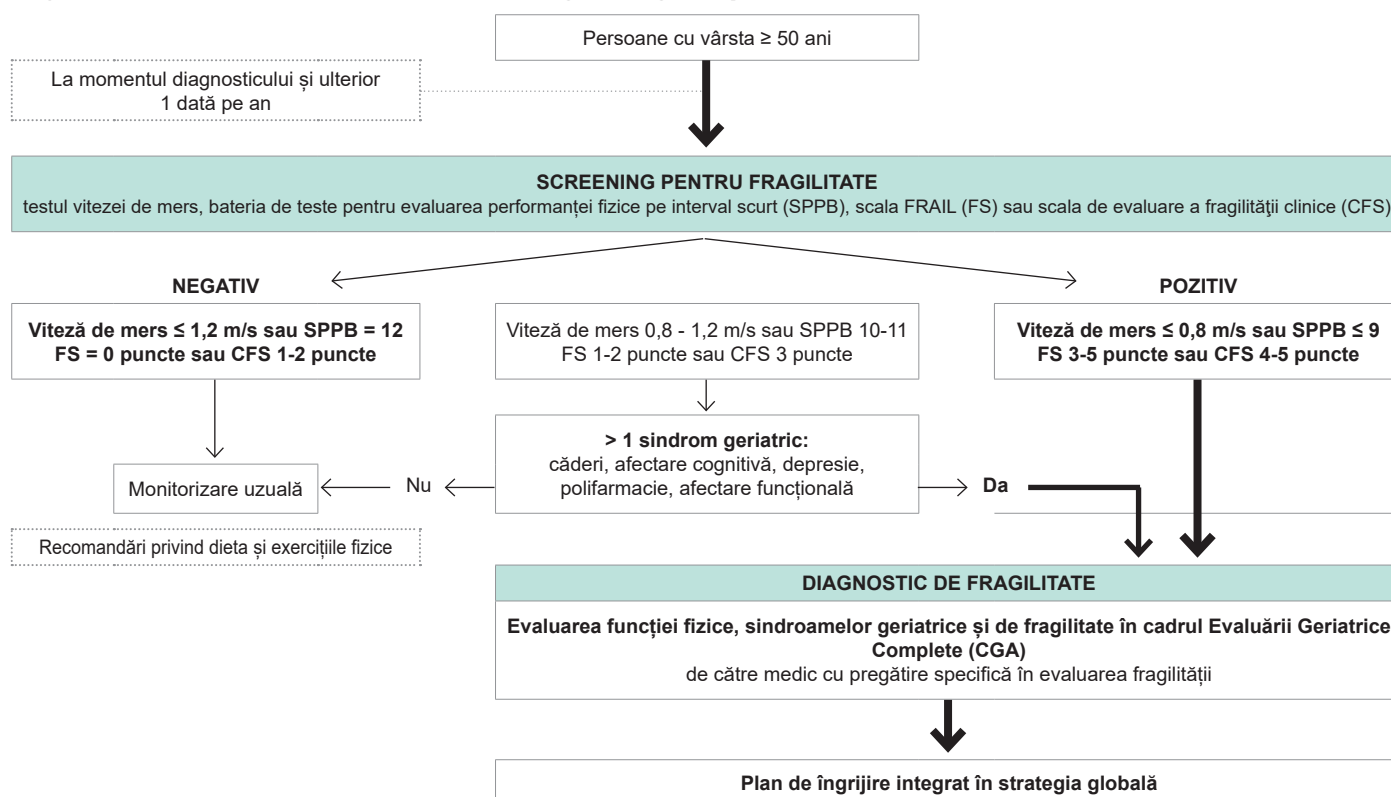 Persoane cu vârsta ≥ 50 ani
La momentul diagnosticului și ulterior
1 dată pe an
SCREENING PENTRU FRAGILITATE
testul vitezei de mers, bateria de teste pentru evaluarea performanței fizice pe interval scurt (SPPB), scala FRAIL (FS) sau scala de evaluare a fragilităţii clinice (CFS)
NEGATIV
POZITIV
Viteză de mers ≤ 1,2 m/s sau SPPB = 12
FS = 0 puncte sau CFS 1-2 puncte
Viteză de mers 0,8 - 1,2 m/s sau SPPB 10-11
FS 1-2 puncte sau CFS 3 puncte
Viteză de mers ≤ 0,8 m/s sau SPPB ≤ 9
FS 3-5 puncte sau CFS 4-5 puncte
> 1 sindrom geriatric:
căderi, afectare cognitivă, depresie,
polifarmacie, afectare funcțională
Monitorizare uzuală
Nu
Da
Recomandări privind dieta și exercițiile fizice
DIAGNOSTIC DE FRAGILITATE
Evaluarea funcției fizice, sindroamelor geriatrice și de fragilitate în cadrul Evaluării Geriatrice
Complete (CGA)
de către medic cu pregătire specifică în evaluarea fragilității
Plan de îngrijire integrat în strategia globală